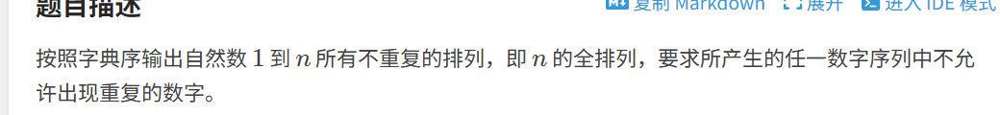 题目描述
复制 Markdown 展开 进入 IDE 模式
按照字典序输出自然数 1 到 n 所有不重复的排列，即 n 的全排列，要求所产生的任一数字序列中不允
许出现重复的数字。